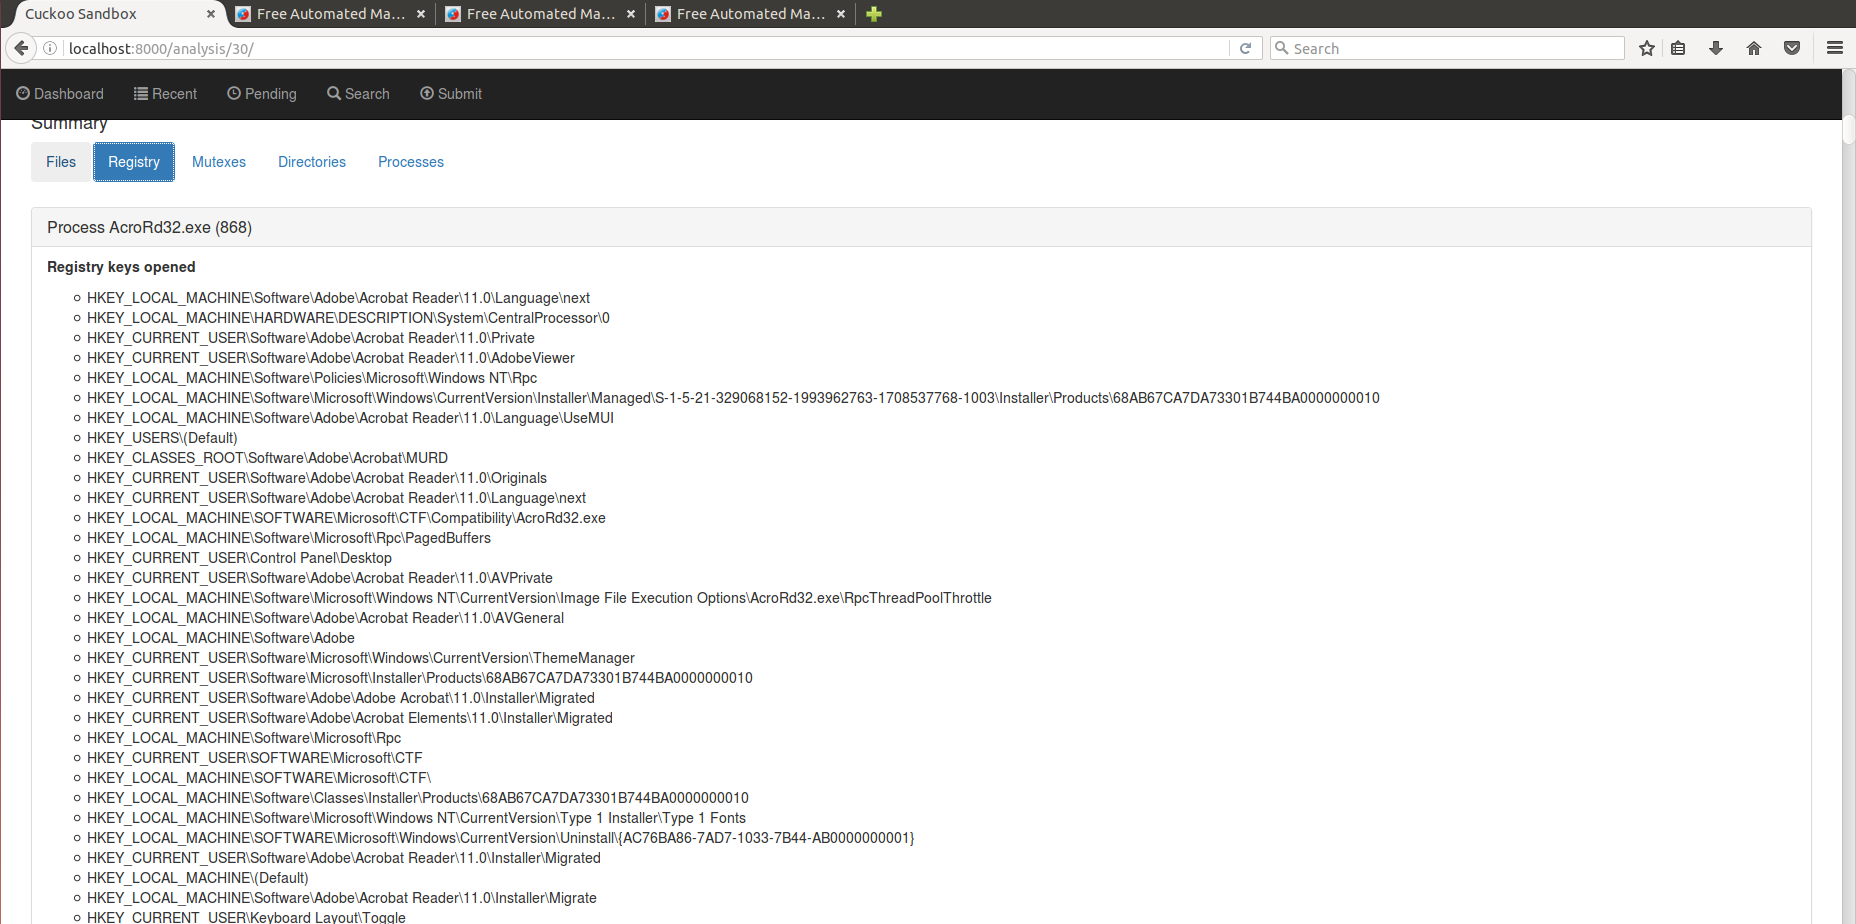 Cuckoo Sandbox
Free Automated Ma...
Free Automated Ma...
Free Automated Ma...
localhost:8000/analysis/30/
Search
Dashboard Recent Pending Search Submit
Summary
Files Registry Mutexes Directories Processes
Process AcroRd32.exe (868)
Registry keys opened
HKEY_LOCAL_MACHINE\Software\Adobe\Acrobat Reader\11.0\Language\next
HKEY_LOCAL_MACHINE\HARDWARE\DESCRIPTION\System\CentralProcessor\0
HKEY_CURRENT_USER\Software\Adobe\Acrobat Reader\11.0\Private
HKEY_CURRENT_USER\Software\Adobe\Acrobat Reader\11.0\AdobeViewer
HKEY_LOCAL_MACHINE\Software\Policies\Microsoft\Windows NT\Rpc
HKEY_LOCAL_MACHINE\Software\Microsoft\Windows\CurrentVersion\Installer\Managed\S-1-5-21-329068152-1993962763-1708537768-1003\Installer\Products\68AB67CA7DA73301B744BA0000000010
HKEY_LOCAL_MACHINE\Software\Adobe\Acrobat Reader\11.0\Language\UseMUI
HKEY_USERS\(Default)
HKEY_CLASSES_ROOT\Software\Adobe\Acrobat\MURD
HKEY_CURRENT_USER\Software\Adobe\Acrobat Reader\11.0\Originals
HKEY_CURRENT_USER\Software\Adobe\Acrobat Reader\11.0\Language\next
HKEY_LOCAL_MACHINE\SOFTWARE\Microsoft\CTF\Compatibility\AcroRd32.exe
HKEY_LOCAL_MACHINE\Software\Microsoft\Rpc\PagedBuffers
HKEY_CURRENT_USER\Control Panel\Desktop
HKEY_CURRENT_USER\Software\Adobe\Acrobat Reader\11.0\AVPrivate
HKEY_LOCAL_MACHINE\Software\Microsoft\Windows NT\CurrentVersion\Image File Execution Options\AcroRd32.exe\RpcThreadPoolThrottle
HKEY_CURRENT_USER\Software\Adobe\Acrobat Reader\11.0\AVGeneral
HKEY_LOCAL_MACHINE\Software\Adobe
HKEY_CURRENT_USER\Software\Microsoft\Windows\CurrentVersion\ThemeManager
HKEY_CURRENT_USER\Software\Microsoft\Installer\Products\68AB67CA7DA73301B744BA0000000010
HKEY_CURRENT_USER\Software\Adobe\Adobe Acrobat\11.0\Installer\Migrated
HKEY_CURRENT_USER\Software\Adobe\Acrobat Elements\11.0\Installer\Migrated
HKEY_LOCAL_MACHINE\Software\Microsoft\Rpc
HKEY_CURRENT_USER\SOFTWARE\Microsoft\CTF
HKEY_LOCAL_MACHINE\SOFTWARE\Microsoft\CTF\
HKEY_LOCAL_MACHINE\Software\Classes\Installer\Products\68AB67CA7DA73301B744BA0000000010
HKEY_LOCAL_MACHINE\Software\Microsoft\Windows NT\CurrentVersion\Type 1 Installer\Type 1 Fonts
HKEY_LOCAL_MACHINE\SOFTWARE\Microsoft\Windows\CurrentVersion\Uninstall\{AC76BA86-7AD7-1033-7B44-AB0000000001}
HKEY_CURRENT_USER\Software\Adobe\Acrobat Reader\11.0\Installer\Migrated
HKEY_LOCAL_MACHINE\(Default)
HKEY_LOCAL_MACHINE\Software\Adobe\Acrobat Reader\11.0\Installer\Migrate
HKEY_CURRENT_USER\Keyboard Layout\Toggle